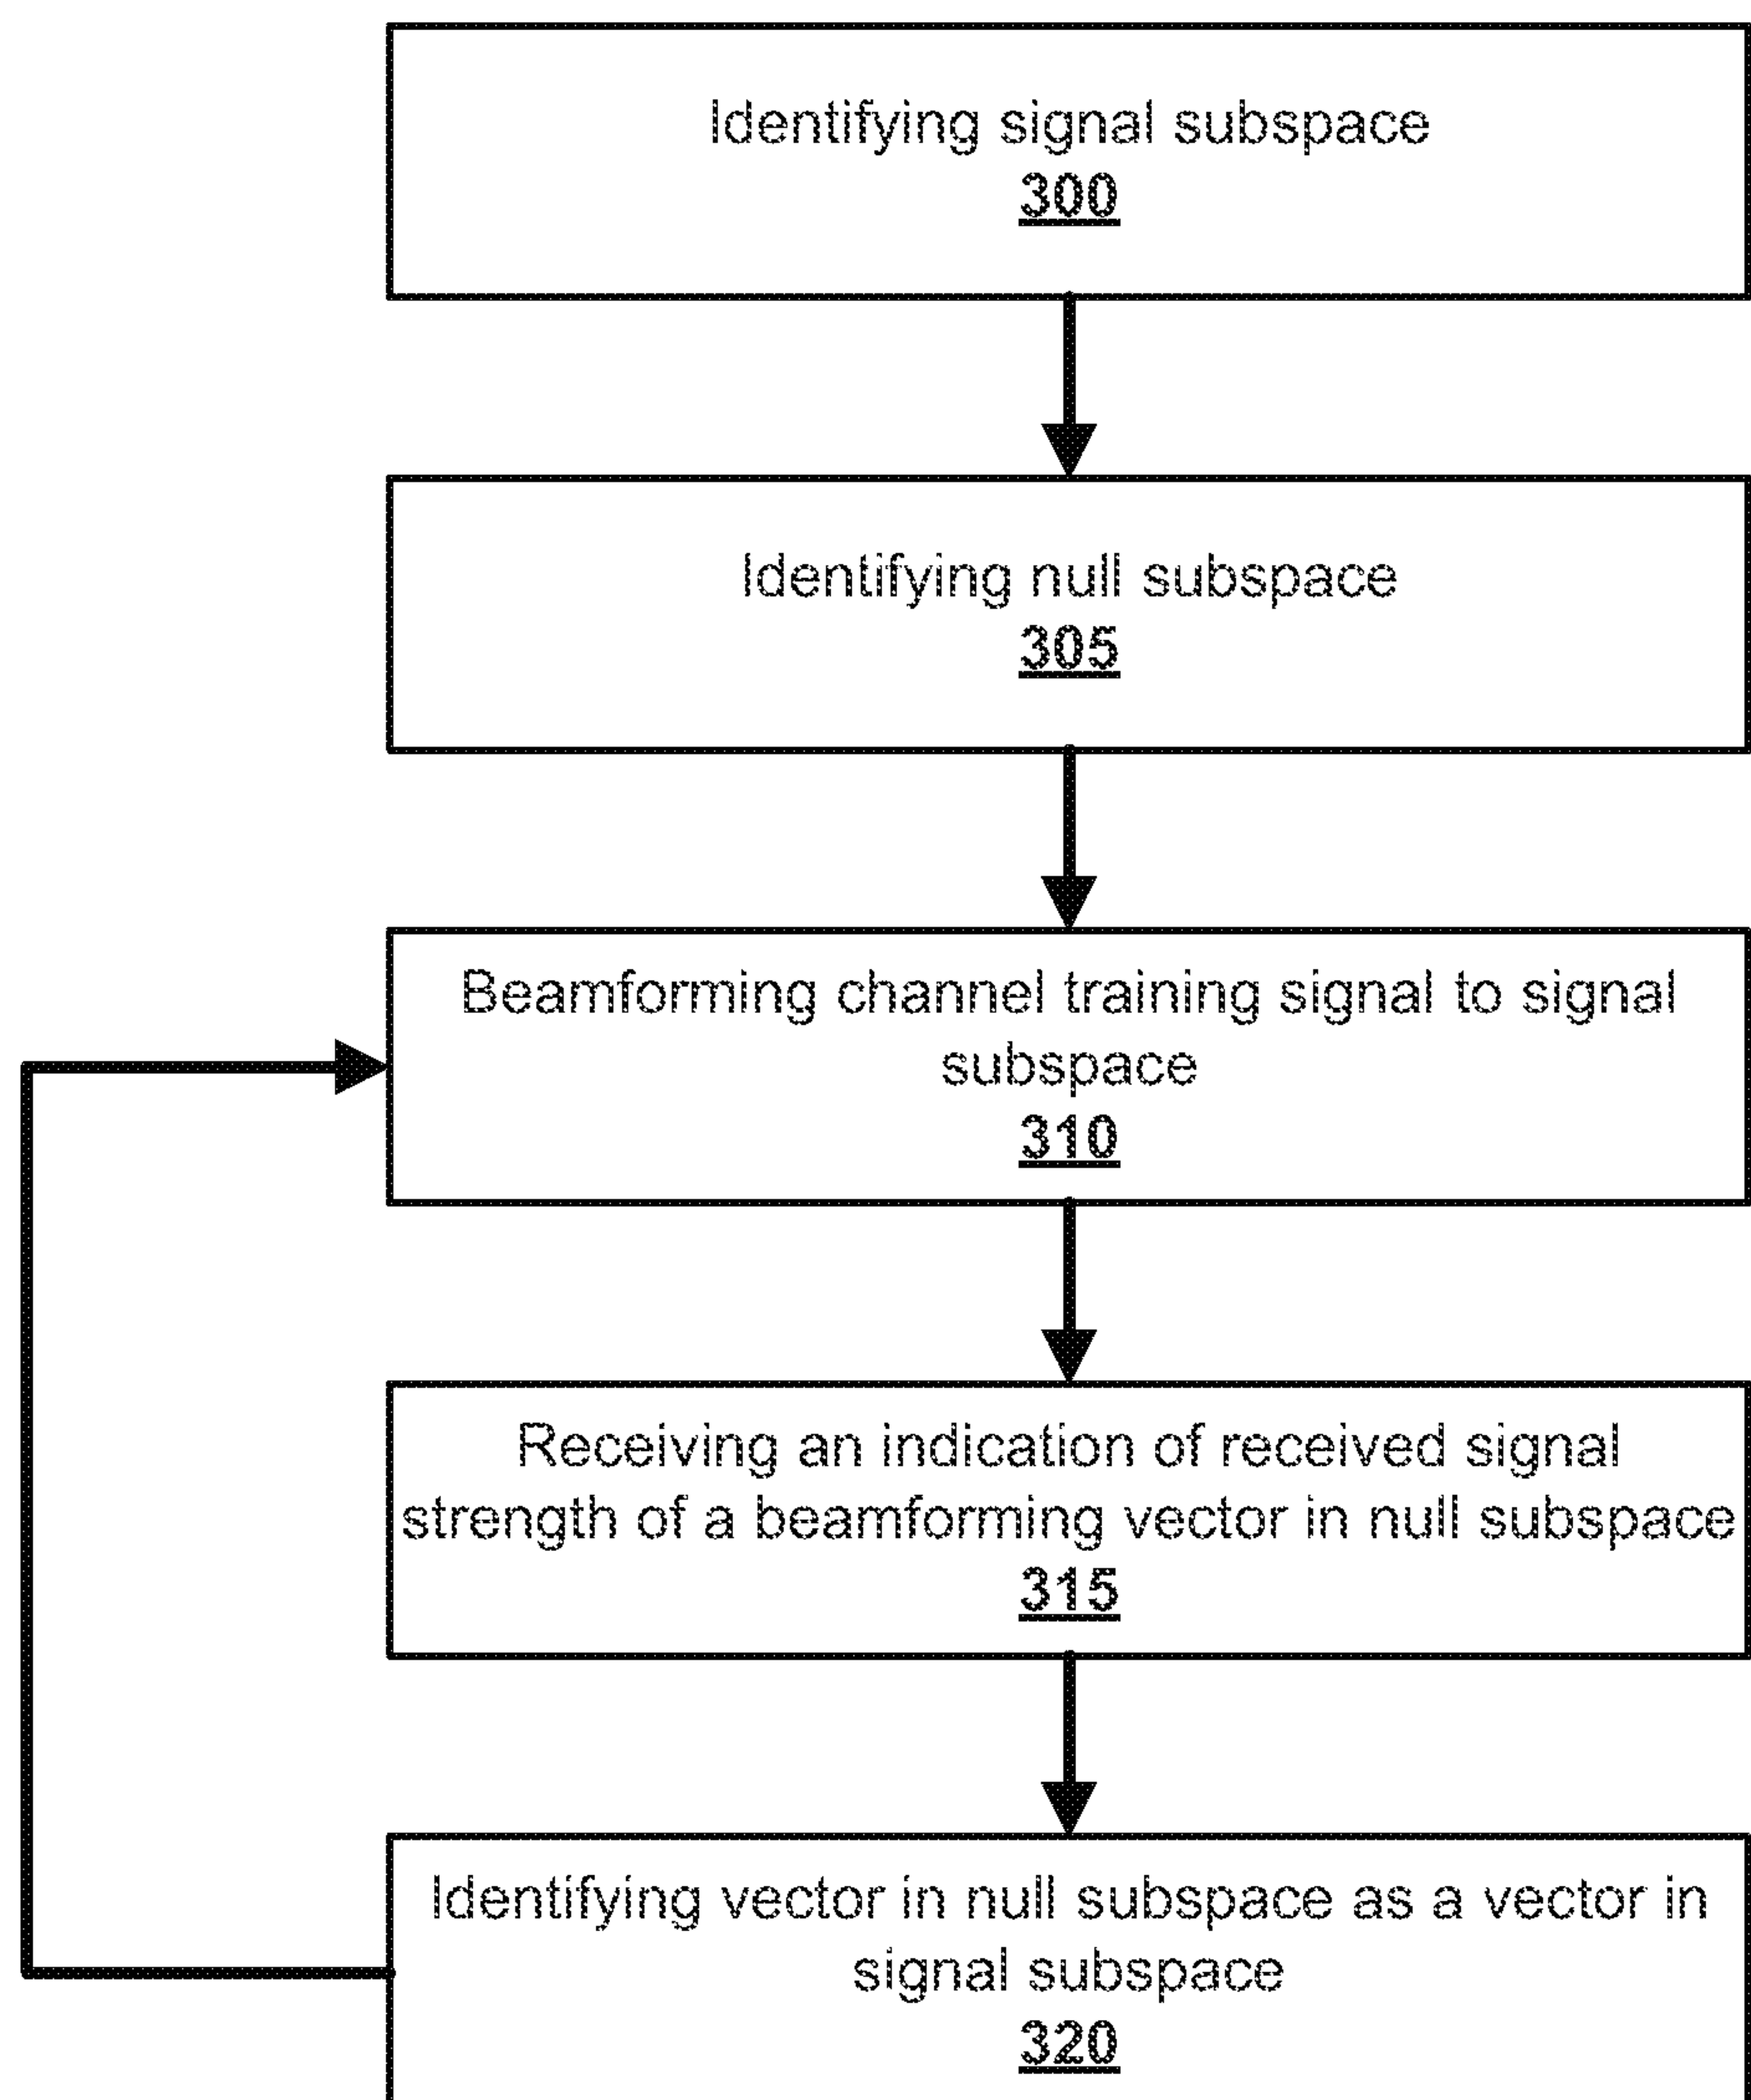 Identifying signal subspace
300
Identifying null subspace
305
Beamforming channel training signal to signal
subspace
310
Receiving an indication of received signal
strength of a beamforming vector in null subspace
315
Identifying vector in null subspace as a vector in
signal subspace
320